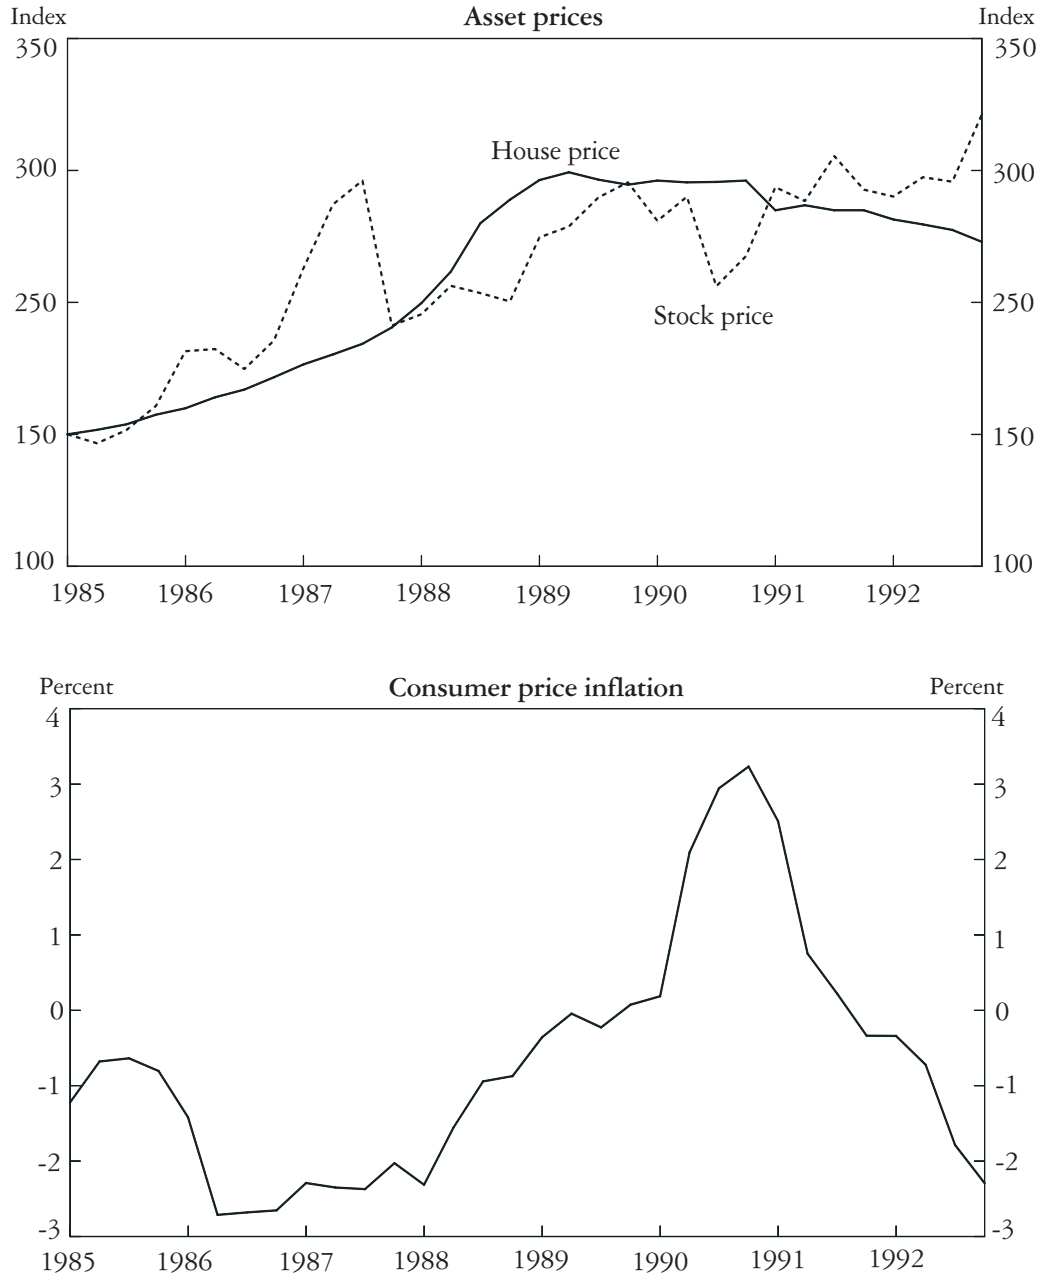 Asset prices
Index Index
350 350
House price
300 300
250 250
Stock price
150 150
100 100
1985 1986 1987 1988 1989 1990 1991 1992
Consumer price inflation
Percent Percent
4 4
3 3
2 2
1 1
0 0
-1 -1
-2 -2
-3 -3
1985 1986 1987 1988 1989 1990 1991 1992